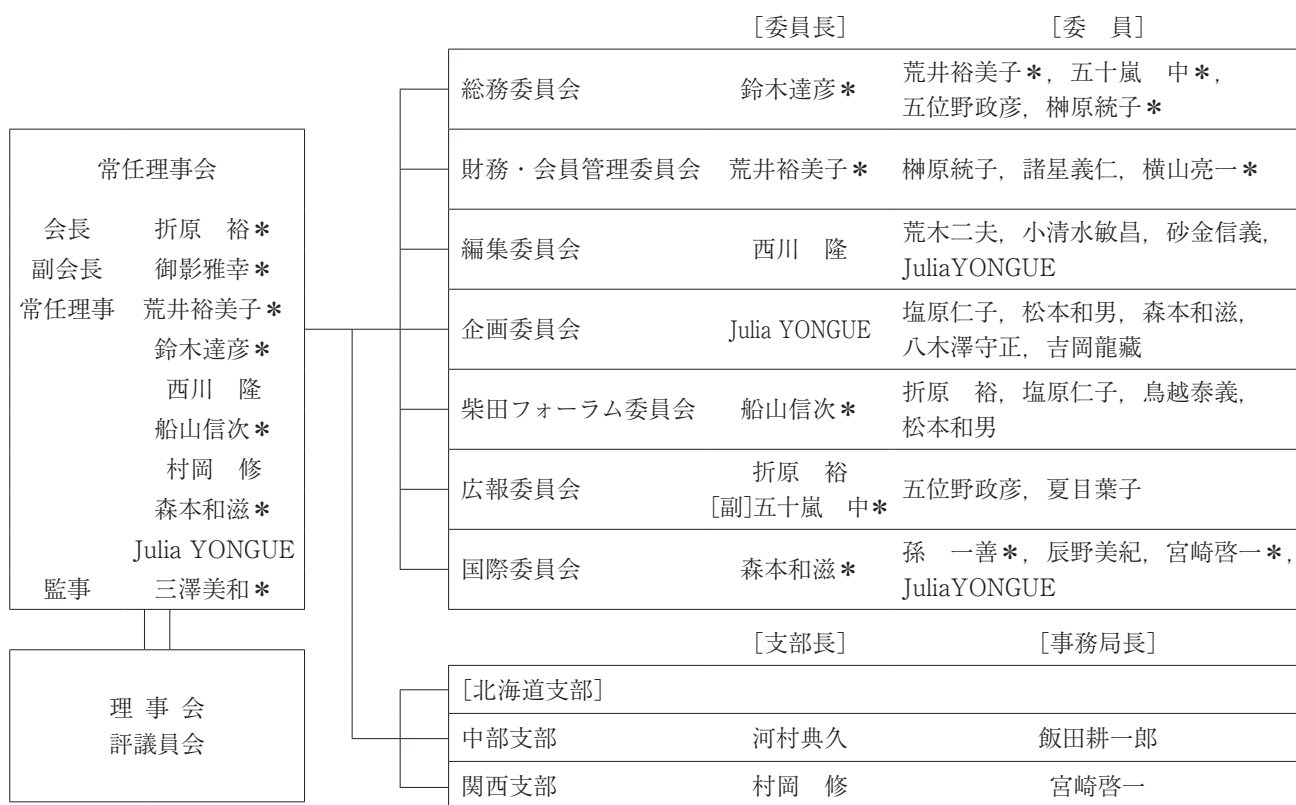 常任理事会
会長　折原　裕＊
副会長　御影雅幸＊
常任理事　荒井裕美子＊
鈴木達彦＊
西川　隆
船山信次＊
村岡　修
森本和滋＊
Julia YONGUE
監事　三澤美和＊
理 事 会
評議員会
［委員長］　［委　員］
総務委員会　鈴木達彦＊　荒井裕美子＊，五十嵐　中＊，
五位野政彦，榊原統子＊
財務・会員管理委員会　荒井裕美子＊　榊原統子，諸星義仁，横山亮一＊
編集委員会　西川　隆　荒木二夫，小清水敏昌，砂金信義，
JuliaYONGUE
企画委員会　Julia YONGUE　塩原仁子，松本和男，森本和滋，
八木澤守正，吉岡龍藏
柴田フォーラム委員会　船山信次＊　折原　裕，塩原仁子，鳥越泰義，
松本和男
広報委員会　折原　裕　五位野政彦，夏目葉子
［副］五十嵐　中＊
国際委員会　森本和滋＊　孫　一善＊，辰野美紀，宮崎啓一＊，
JuliaYONGUE
［支部長］　［事務局長］
［北海道支部］
中部支部　河村典久　飯田耕一郎
関西支部　村岡　修　宮崎啓一